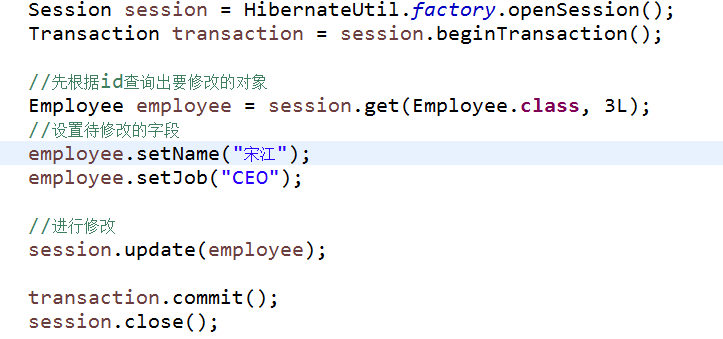 Session session = HibernateUtil.factory.openSession();
Transaction transaction = session.beginTransaction();
//先根据id查询出要修改的对象
Employee employee = session.get(Employee.class, 3L);
//设置待修改的字段
employee.setName("宋江");
employee.setJob("CEO");
//进行修改
session.update(employee);
transaction.commit();
session.close();